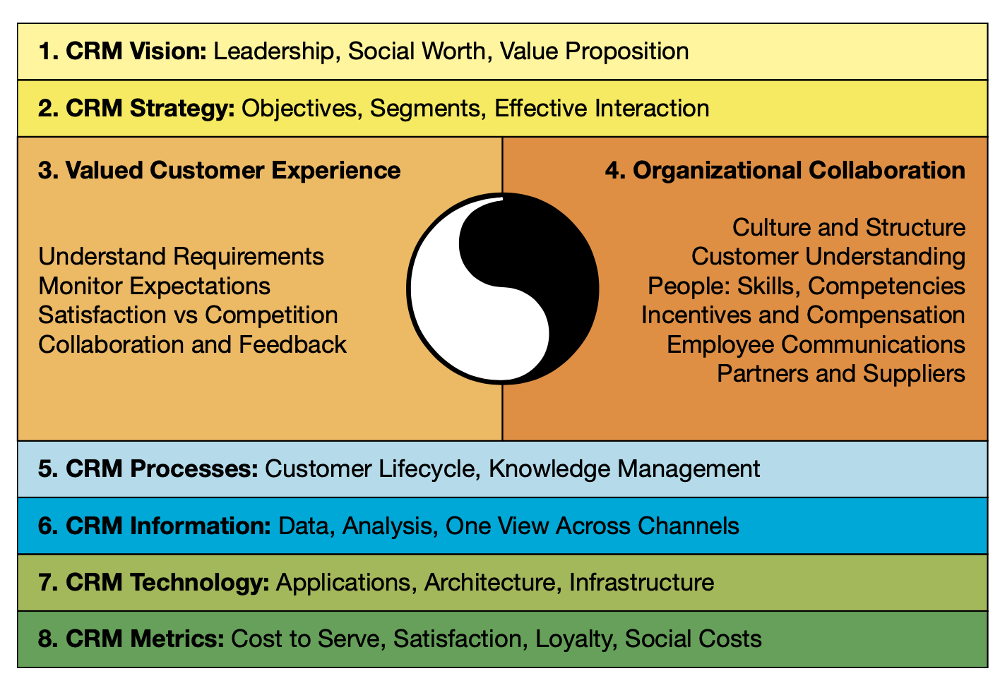 1. CRM Vision: Leadership, Social Worth, Value Proposition
2. CRM Strategy: Objectives, Segments, Effective Interaction
3. Valued Customer Experience
Understand Requirements
Monitor Expectations
Satisfaction vs Competition
Collaboration and Feedback
4. Organizational Collaboration
Culture and Structure
Customer Understanding
People: Skills, Competencies
Incentives and Compensation
Employee Communications
Partners and Suppliers
5. CRM Processes: Customer Lifecycle, Knowledge Management
6. CRM Information: Data, Analysis, One View Across Channels
7. CRM Technology: Applications, Architecture, Infrastructure
8. CRM Metrics: Cost to Serve, Satisfaction, Loyalty, Social Costs